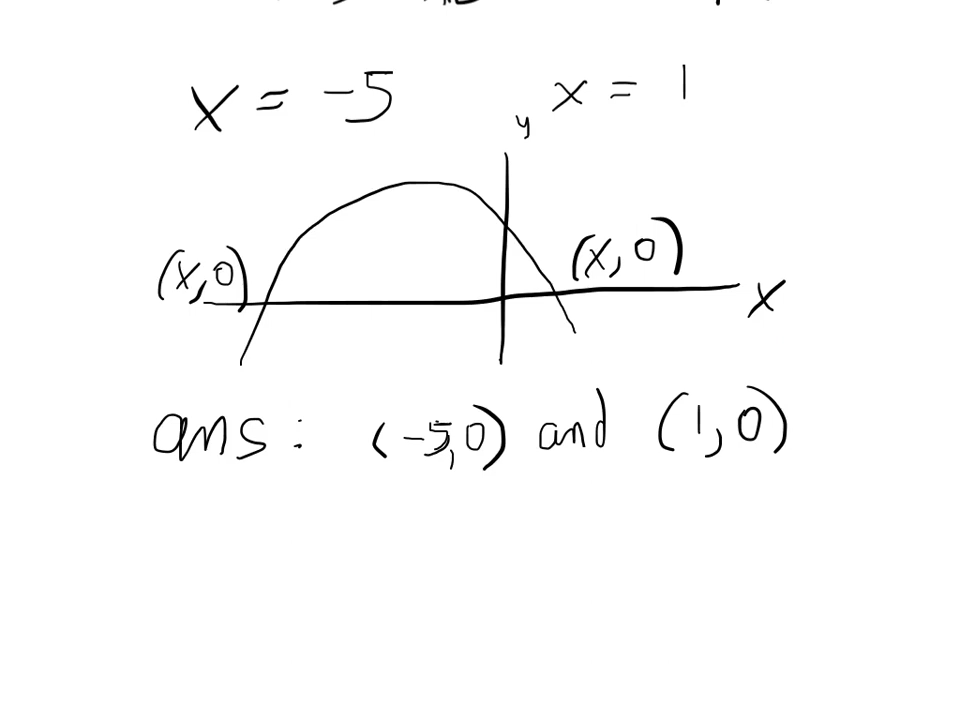 x = -5 x = 1
y
(x,0) (x,0)
x
ans: (-5,0) and (1,0)